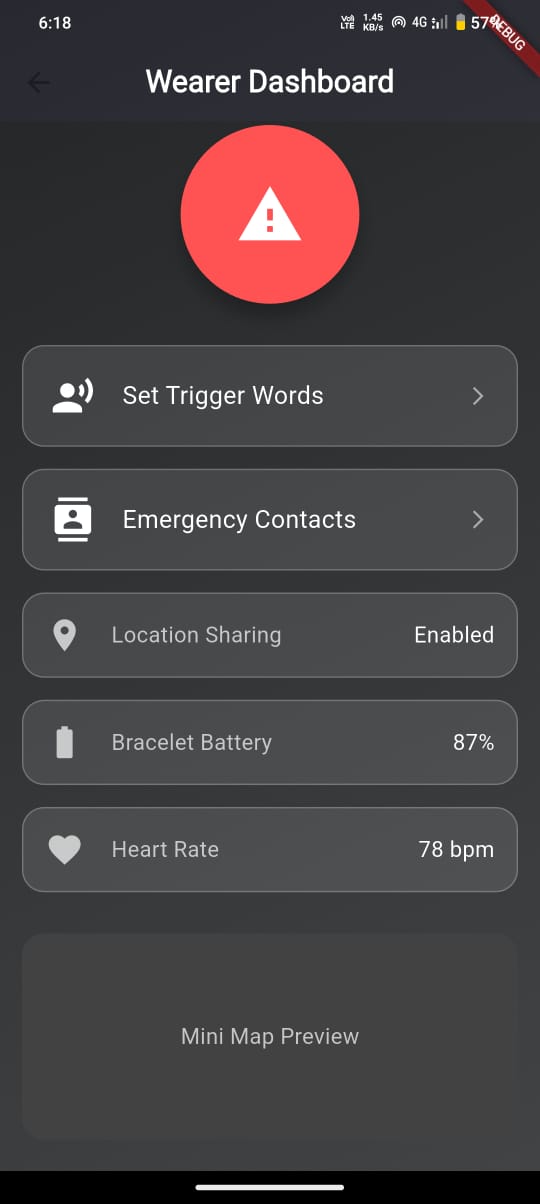 6:18
Vo) LTE 1.45 KB/s 4G 57%
DEBUG
Wearer Dashboard
Set Trigger Words
Emergency Contacts
Location Sharing Enabled
Bracelet Battery 87%
Heart Rate 78 bpm
Mini Map Preview